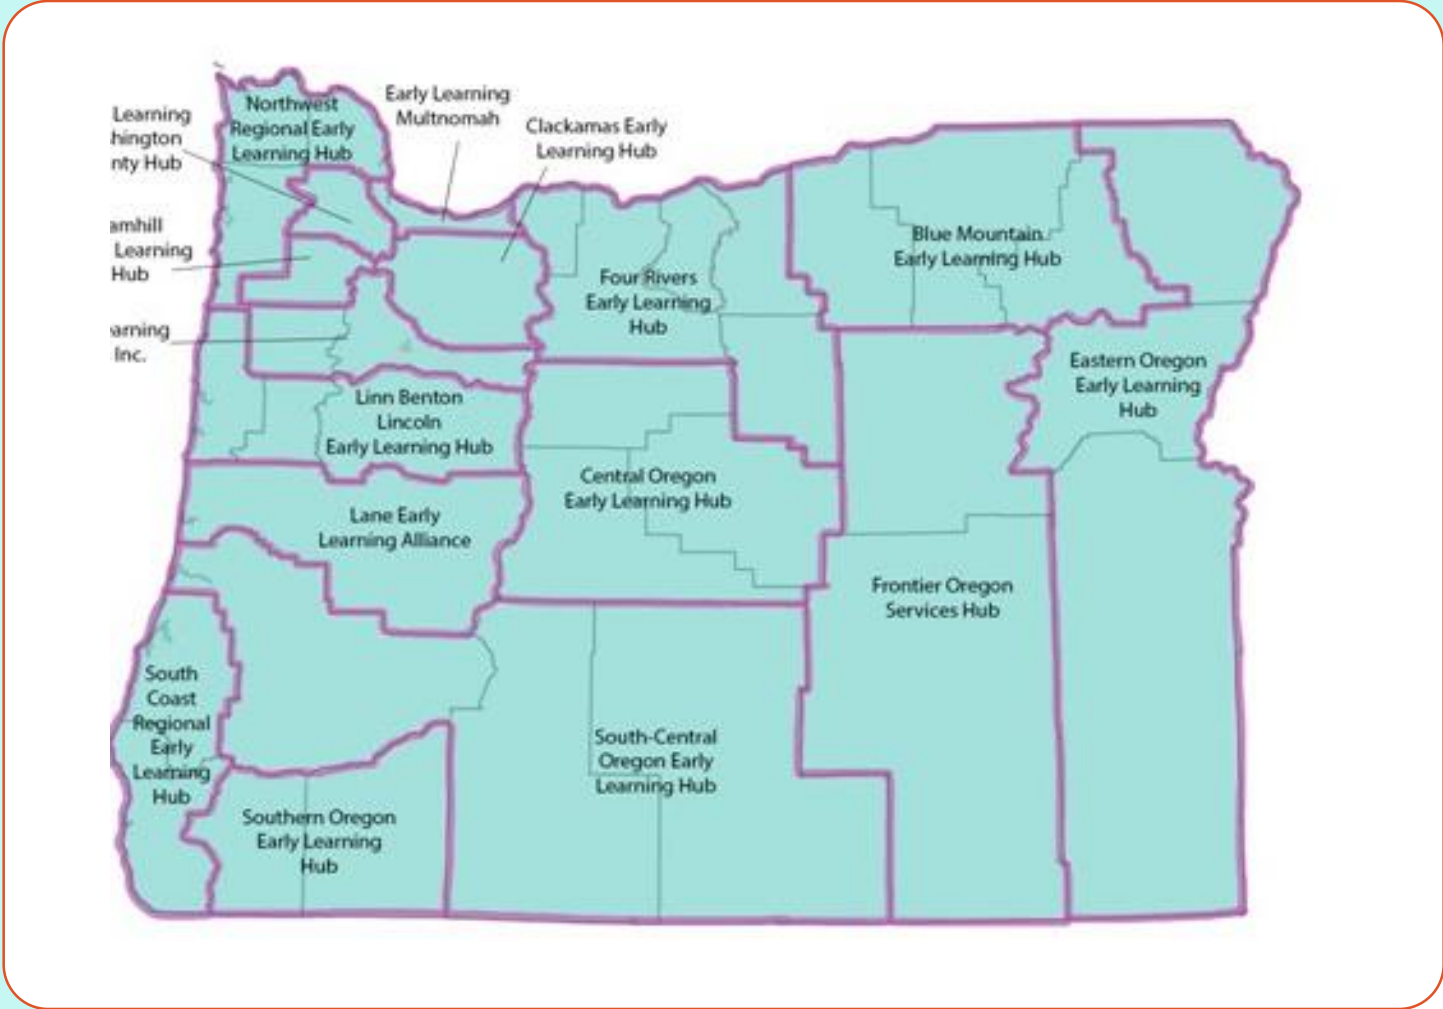 Northwest
Regional Early
Learning Hub
Early Learning
Multnomah
Clackamas Early
Learning Hub
Learning
hington
nty Hub
amhill
Learning
Hub
arning
Inc.
Four Rivers
Early Learning
Hub
Blue Mountain
Early Learning Hub
Eastern Oregon
Early Learning
Hub
Linn Benton
Lincoln
Early Learning Hub
Central Oregon
Early Learning Hub
Lane Early
Learning Alliance
Frontier Oregon
Services Hub
South
Coast
Regional
Early
Learning
Hub
South-Central
Oregon Early
Learning Hub
Southern Oregon
Early Learning
Hub